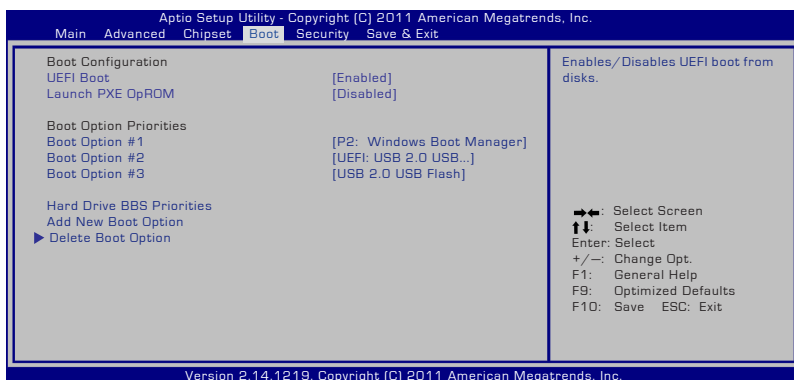 Aptio Setup Utility - Copyright (C) 2011 American Megatrends, Inc.
Main Advanced Chipset Boot Security Save & Exit
Boot Configuration
UEFI Boot [Enabled]
Launch PXE OpROM [Disabled]
Boot Option Priorities
Boot Option #1 [P2: Windows Boot Manager]
Boot Option #2 [UEFI: USB 2.0 USB...]
Boot Option #3 [USB 2.0 USB Flash]
Hard Drive BBS Priorities
Add New Boot Option
▶ Delete Boot Option
Enables/Disables UEFI boot from
disks.
→←: Select Screen
↑↓: Select Item
Enter: Select
+/—: Change Opt.
F1: General Help
F9: Optimized Defaults
F10: Save ESC: Exit
Version 2.14.1219. Copyright (C) 2011 American Megatrends, Inc.